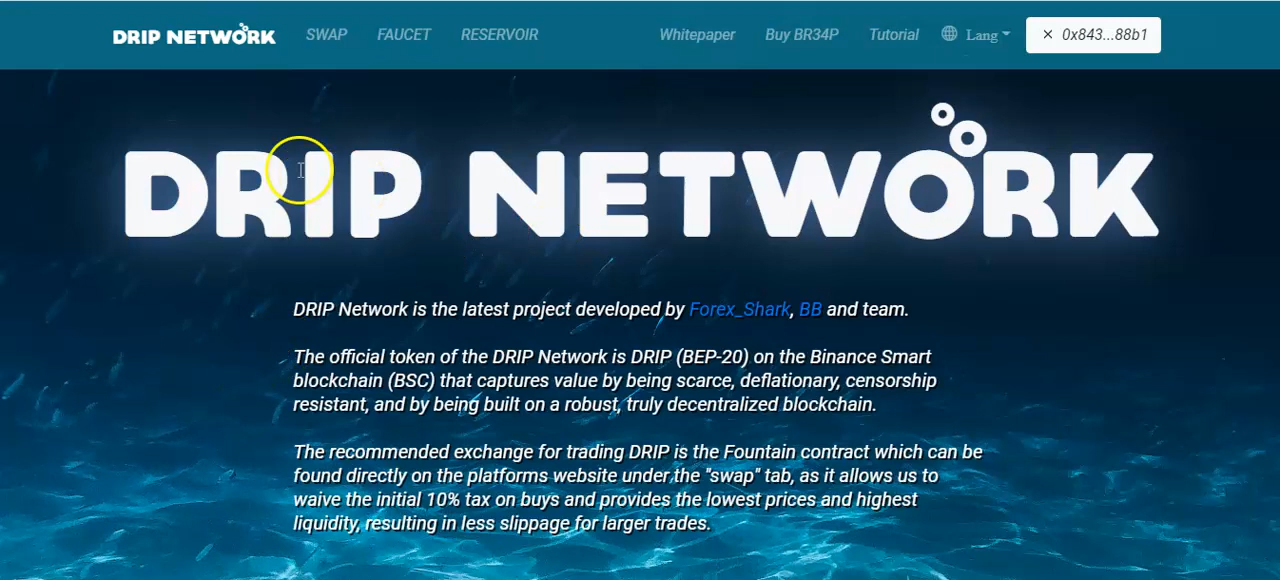 DRIP NETWORK SWAP FAUCET RESERVOIR Whitepaper Buy BR34P Tutorial Lang × 0x843...88b1
DRIP NETWORK
DRIP Network is the latest project developed by Forex_Shark, BB and team.
The official token of the DRIP Network is DRIP (BEP-20) on the Binance Smart
blockchain (BSC) that captures value by being scarce, deflationary, censorship
resistant, and by being built on a robust, truly decentralized blockchain.
The recommended exchange for trading DRIP is the Fountain contract which can be
found directly on the platforms website under the "swap" tab, as it allows us to
waive the initial 10% tax on buys and provides the lowest prices and highest
liquidity, resulting in less slippage for larger trades.